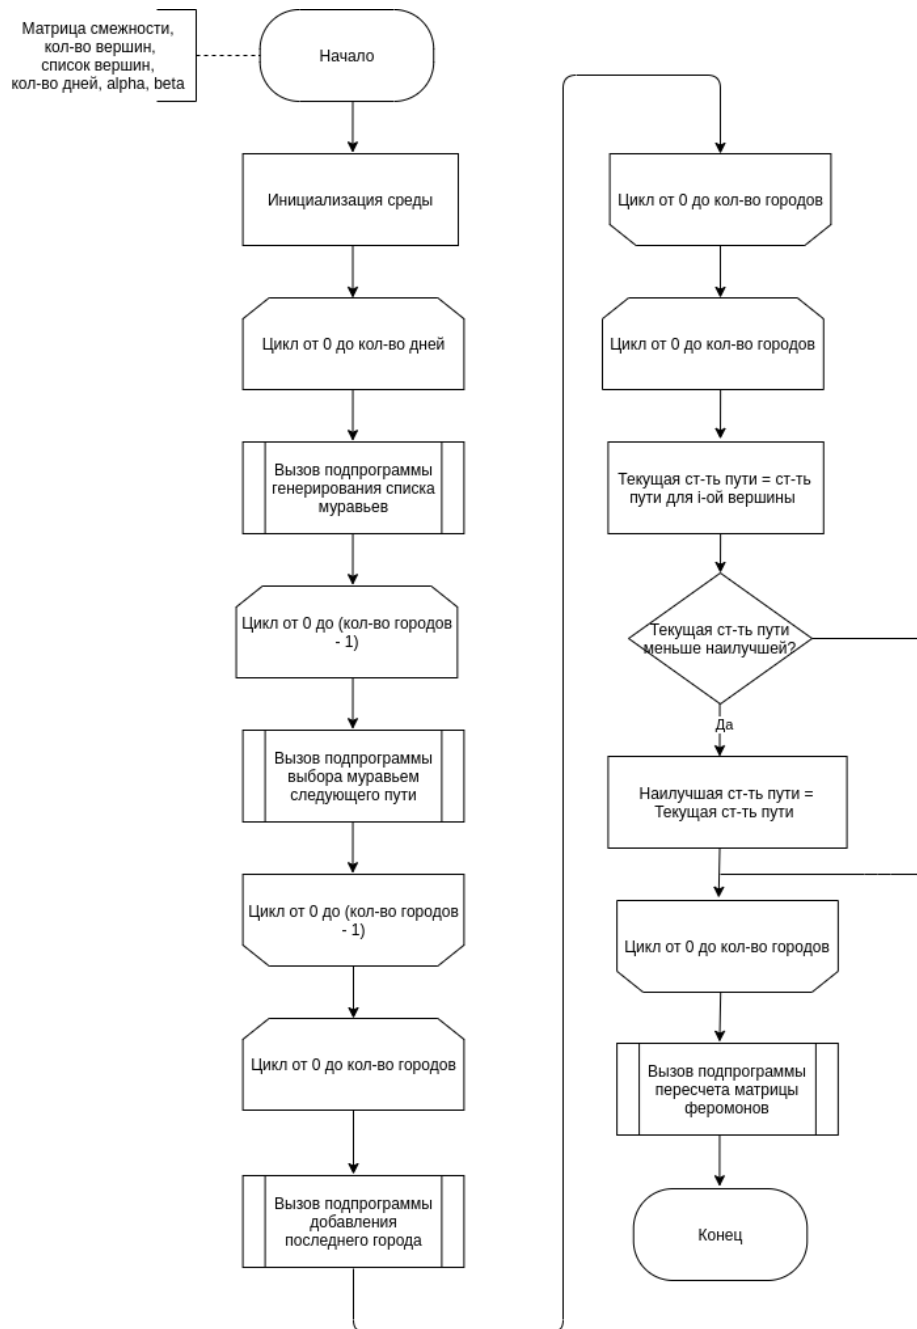 Матрица смежности,
кол-во вершин,
список вершин,
кол-во дней, alpha, beta
Начало
Инициализация среды
Цикл от 0 до кол-во дней
Вызов подпрограммы
генерирования списка
муравьев
Цикл от 0 до (кол-во городов
- 1)
Вызов подпрограммы
выбора муравьем
следующего пути
Цикл от 0 до (кол-во городов
- 1)
Цикл от 0 до кол-во городов
Вызов подпрограммы
добавления
последнего города
Цикл от 0 до кол-во городов
Цикл от 0 до кол-во городов
Текущая ст-ть пути = ст-ть
пути для i-ой вершины
Текущая ст-ть пути
меньше наилучшей?
Да
Наилучшая ст-ть пути =
Текущая ст-ть пути
Цикл от 0 до кол-во городов
Вызов подпрограммы
пересчета матрицы
феромонов
Конец